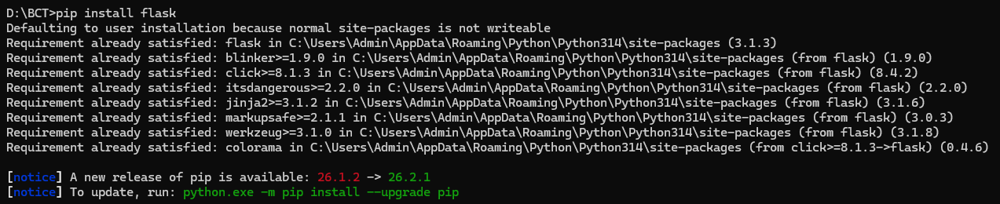 D:\BCT>pip install flask
Defaulting to user installation because normal site-packages is not writeable
Requirement already satisfied: flask in C:\Users\Admin\AppData\Roaming\Python\Python314\site-packages (3.1.3)
Requirement already satisfied: blinker>=1.9.0 in C:\Users\Admin\AppData\Roaming\Python\Python314\site-packages (from flask) (1.9.0)
Requirement already satisfied: click>=8.1.3 in C:\Users\Admin\AppData\Roaming\Python\Python314\site-packages (from flask) (8.4.2)
Requirement already satisfied: itsdangerous>=2.2.0 in C:\Users\Admin\AppData\Roaming\Python\Python314\site-packages (from flask) (2.2.0)
Requirement already satisfied: jinja2>=3.1.2 in C:\Users\Admin\AppData\Roaming\Python\Python314\site-packages (from flask) (3.1.6)
Requirement already satisfied: markupsafe>=2.1.1 in C:\Users\Admin\AppData\Roaming\Python\Python314\site-packages (from flask) (3.0.3)
Requirement already satisfied: werkzeug>=3.1.0 in C:\Users\Admin\AppData\Roaming\Python\Python314\site-packages (from flask) (3.1.8)
Requirement already satisfied: colorama in C:\Users\Admin\AppData\Roaming\Python\Python314\site-packages (from click>=8.1.3->flask) (0.4.6)
[notice] A new release of pip is available: 26.1.2 -> 26.2.1
[notice] To update, run: python.exe -m pip install --upgrade pip